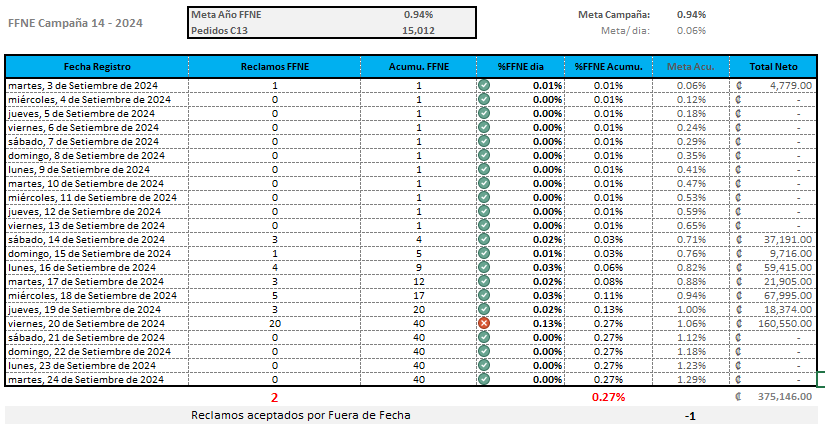 FFNE Campaña 14 - 2024
Meta Año FFNE 0.94%
Pedidos C13 15,012
Meta Campaña: 0.94%
Meta/ dia: 0.06%
Fecha Registro Reclamos FFNE Acumu. FFNE %FFNE dia %FFNE Acumu. Meta Acu. Total Neto
martes, 3 de Setiembre de 2024 1 1 0.01% 0.01% 0.06% ₡ 4,779.00
miércoles, 4 de Setiembre de 2024 0 1 0.00% 0.01% 0.12% ₡ -
jueves, 5 de Setiembre de 2024 0 1 0.00% 0.01% 0.18% ₡ -
viernes, 6 de Setiembre de 2024 0 1 0.00% 0.01% 0.24% ₡ -
sábado, 7 de Setiembre de 2024 0 1 0.00% 0.01% 0.29% ₡ -
domingo, 8 de Setiembre de 2024 0 1 0.00% 0.01% 0.35% ₡ -
lunes, 9 de Setiembre de 2024 0 1 0.00% 0.01% 0.41% ₡ -
martes, 10 de Setiembre de 2024 0 1 0.00% 0.01% 0.47% ₡ -
miércoles, 11 de Setiembre de 2024 0 1 0.00% 0.01% 0.53% ₡ -
jueves, 12 de Setiembre de 2024 0 1 0.00% 0.01% 0.59% ₡ -
viernes, 13 de Setiembre de 2024 0 1 0.00% 0.01% 0.65% ₡ -
sábado, 14 de Setiembre de 2024 3 4 0.02% 0.03% 0.71% ₡ 37,191.00
domingo, 15 de Setiembre de 2024 1 5 0.01% 0.03% 0.76% ₡ 9,716.00
lunes, 16 de Setiembre de 2024 4 9 0.03% 0.06% 0.82% ₡ 59,415.00
martes, 17 de Setiembre de 2024 3 12 0.02% 0.08% 0.88% ₡ 21,905.00
miércoles, 18 de Setiembre de 2024 5 17 0.03% 0.11% 0.94% ₡ 67,995.00
jueves, 19 de Setiembre de 2024 3 20 0.02% 0.13% 1.00% ₡ 18,374.00
viernes, 20 de Setiembre de 2024 20 40 0.13% 0.27% 1.06% ₡ 160,550.00
sábado, 21 de Setiembre de 2024 0 40 0.00% 0.27% 1.12% ₡ -
domingo, 22 de Setiembre de 2024 0 40 0.00% 0.27% 1.18% ₡ -
lunes, 23 de Setiembre de 2024 0 40 0.00% 0.27% 1.23% ₡ -
martes, 24 de Setiembre de 2024 0 40 0.00% 0.27% 1.29% ₡ -
2 0.27% ₡ 375,146.00
Reclamos aceptados por Fuera de Fecha -1